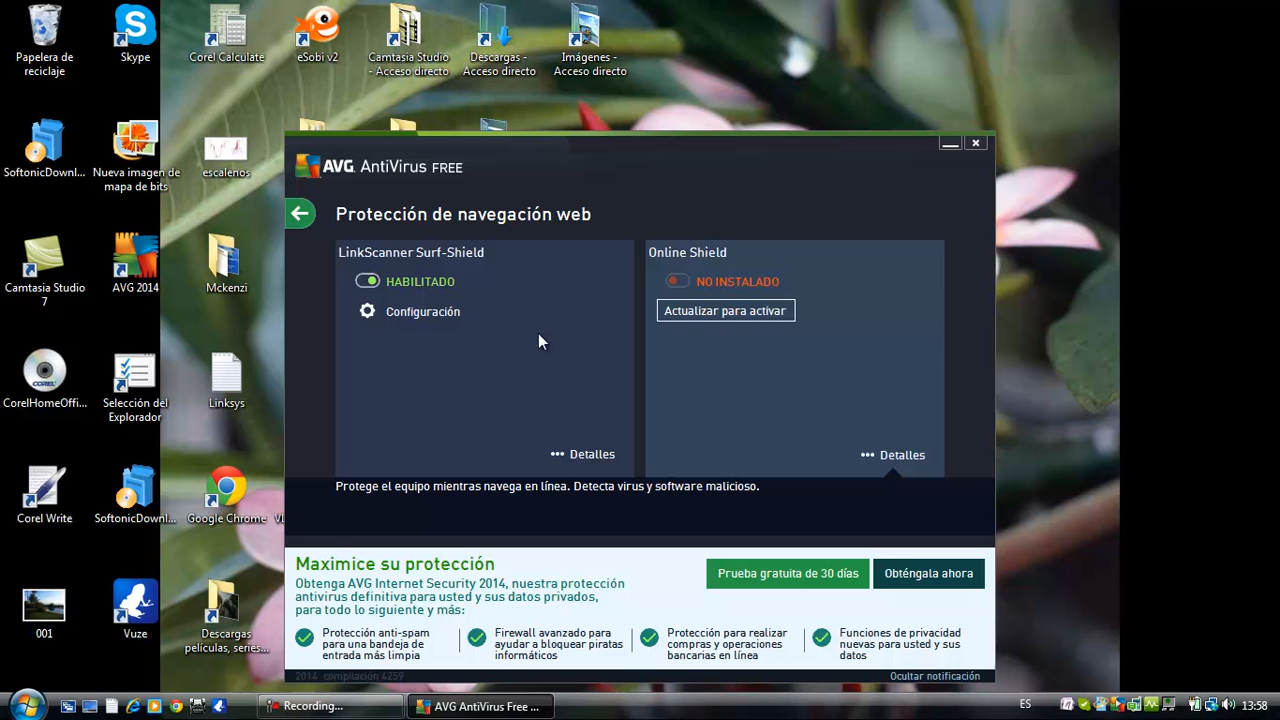 Papelera de
reciclaje
Skype
Corel Calculate
eSobi v2
Camtasia Studio
- Acceso directo
Descargas -
Acceso directo
Imágenes -
Acceso directo
SoftonicDownl...
Nueva imagen de
mapa de bits
escalenos
Camtasia Studio
7
AVG 2014
Mckenzi
CorelHomeOffi...
Selección del
Explorador
Linksys
Corel Write
SoftonicDownl...
Google Chrome
001
Vuze
Descargas
películas, series...
AVG AntiVirus FREE
Protección de navegación web
LinkScanner Surf-Shield
HABILITADO
Configuración
••• Detalles
Online Shield
NO INSTALADO
Actualizar para activar
••• Detalles
Protege el equipo mientras navega en línea. Detecta virus y software malicioso.
Maximice su protección
Obtenga AVG Internet Security 2014, nuestra protección
antivirus definitiva para usted y sus datos privados,
para todo lo siguiente y más:
Prueba gratuita de 30 días
Obténgala ahora
Protección anti-spam
para una bandeja de
entrada más limpia
Firewall avanzado para
ayudar a bloquear piratas
informáticos
Protección para realizar
compras y operaciones
bancarias en línea
Funciones de privacidad
nuevas para usted y sus
datos
2014 compilación 4259
Ocultar notificación
Recording...
AVG AntiVirus Free ...
ES
13:58